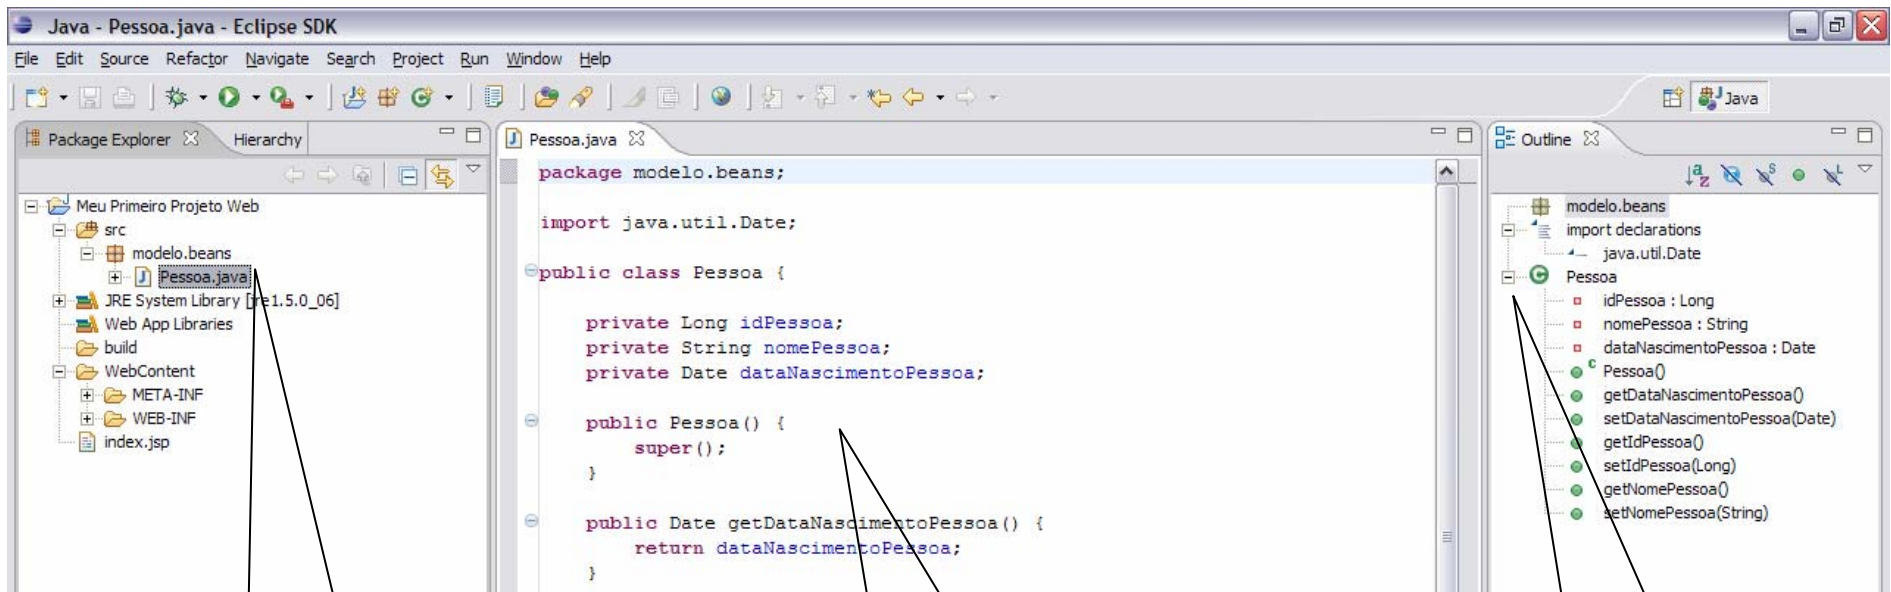 Java - Pessoa.java - Eclipse SDK
File Edit Source Refactor Navigate Search Project Run Window Help
Java
Package Explorer Hierarchy
Meu Primeiro Projeto Web
src
modelo.beans
Pessoa.java
JRE System Library [jre1.5.0_06]
Web App Libraries
build
WebContent
META-INF
WEB-INF
index.jsp
Pessoa.java
package modelo.beans;
import java.util.Date;
public class Pessoa {
private Long idPessoa;
private String nomePessoa;
private Date dataNascimentoPessoa;
public Pessoa() {
super();
}
public Date getDataNascimentoPessoa() {
return dataNascimentoPessoa;
}
Outline
modelo.beans
import declarations
java.util.Date
Pessoa
idPessoa : Long
nomePessoa : String
dataNascimentoPessoa : Date
Pessoa()
getDataNascimentoPessoa()
setDataNascimentoPessoa(Date)
getIdPessoa()
setIdPessoa(Long)
getNomePessoa()
setNomePessoa(String)